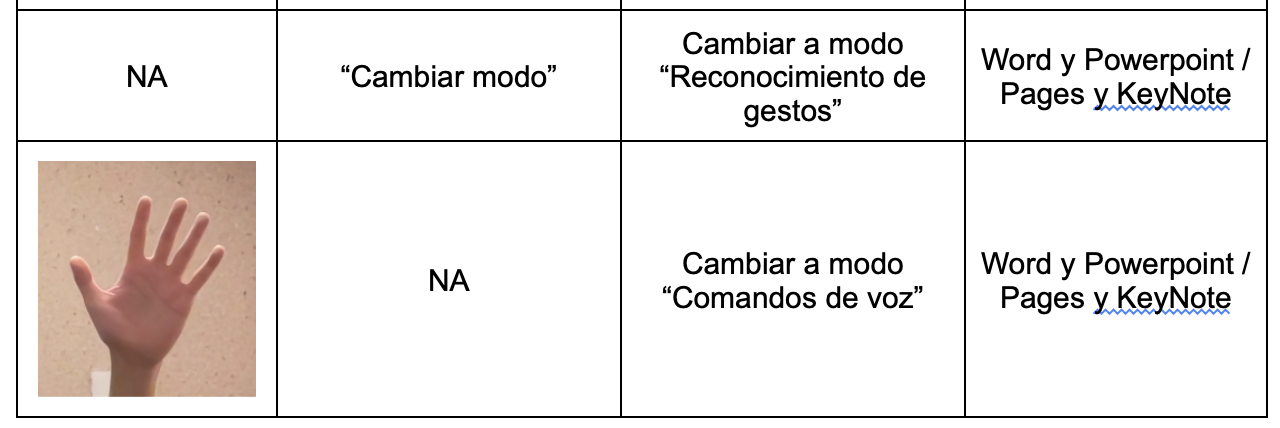 NA
“Cambiar modo”
Cambiar a modo
“Reconocimiento de
gestos”
Word y Powerpoint /
Pages y KeyNote
NA
Cambiar a modo
“Comandos de voz”
Word y Powerpoint /
Pages y KeyNote